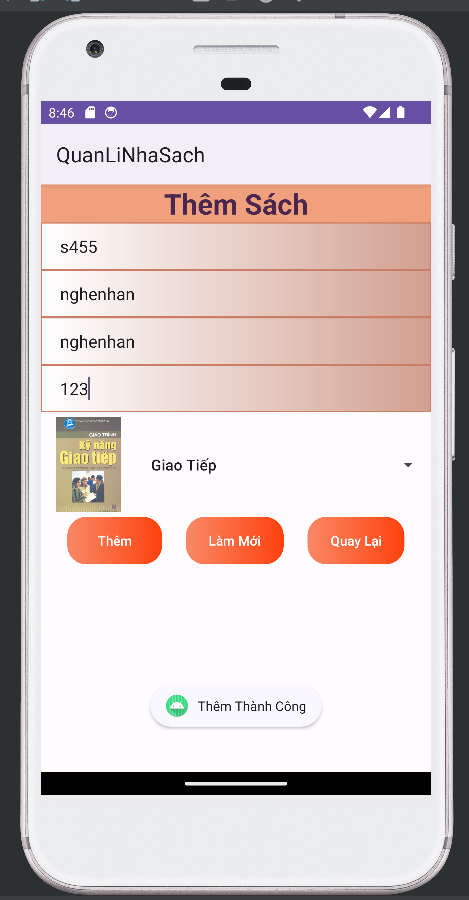 8:46
QuanLiNhaSach
Thêm Sách
s455
nghenhan
nghenhan
123
GIÁO TRÌNH
Kỹ năng
Giao tiếp
Giao Tiếp
Thêm
Làm Mới
Quay Lại
Thêm Thành Công